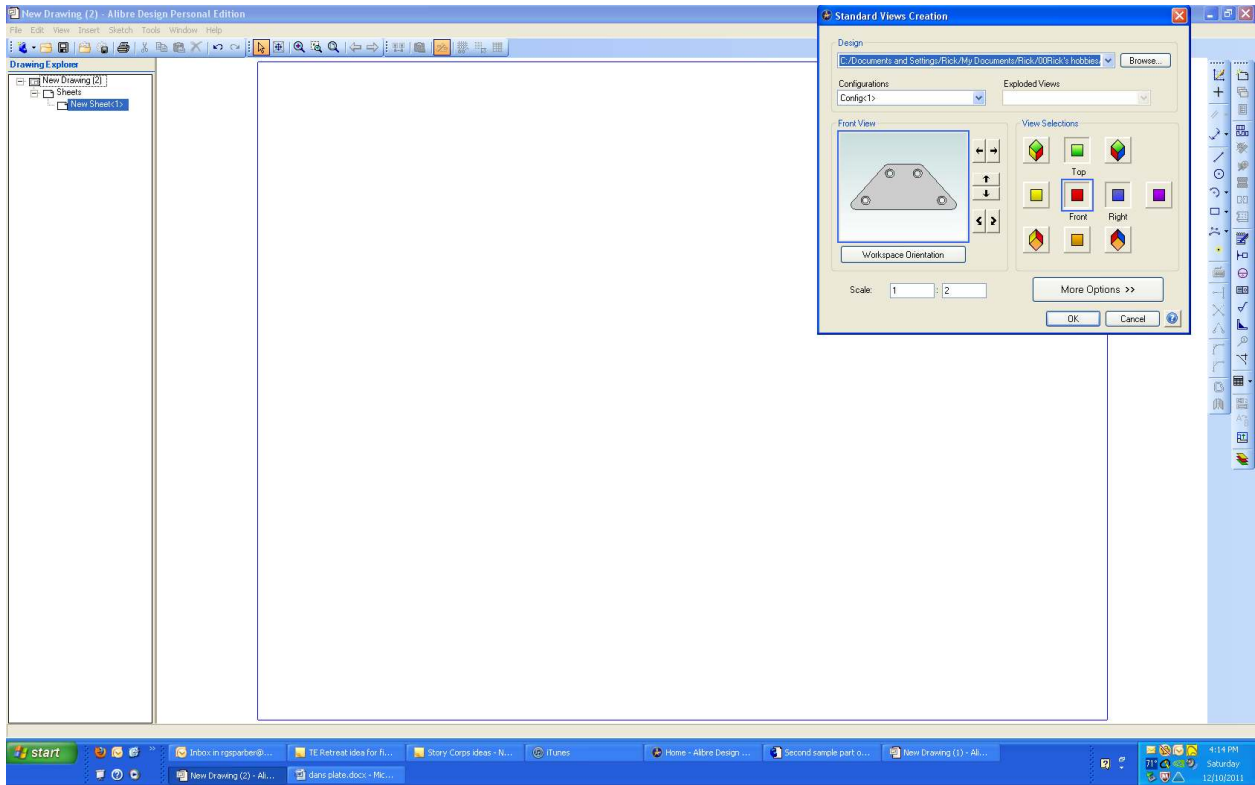 New Drawing (2) - Alibre Design Personal Edition
File Edit View Insert Sketch Tools Window Help
Drawing Explorer
New Drawing (2)
Sheets
New Sheet<1>
Standard Views Creation
Design
C:/Documents and Settings/Rick/My Documents/Rick/00Rick's hobbies/
Browse...
Configurations
Exploded Views
Config<1>
Front View
View Selections
Top
Front
Right
Workspace Orientation
Scale:
1
:
2
More Options >>
OK
Cancel
start
Inbox in rgsparber@...
TE Retreat idea for fi...
Story Corps ideas - N...
iTunes
Home - Alibre Design ...
Second sample part o...
New Drawing (1) - Ali...
New Drawing (2) - Ali...
dans plate.docx - Mic...
71°
4:14 PM
Saturday
12/10/2011